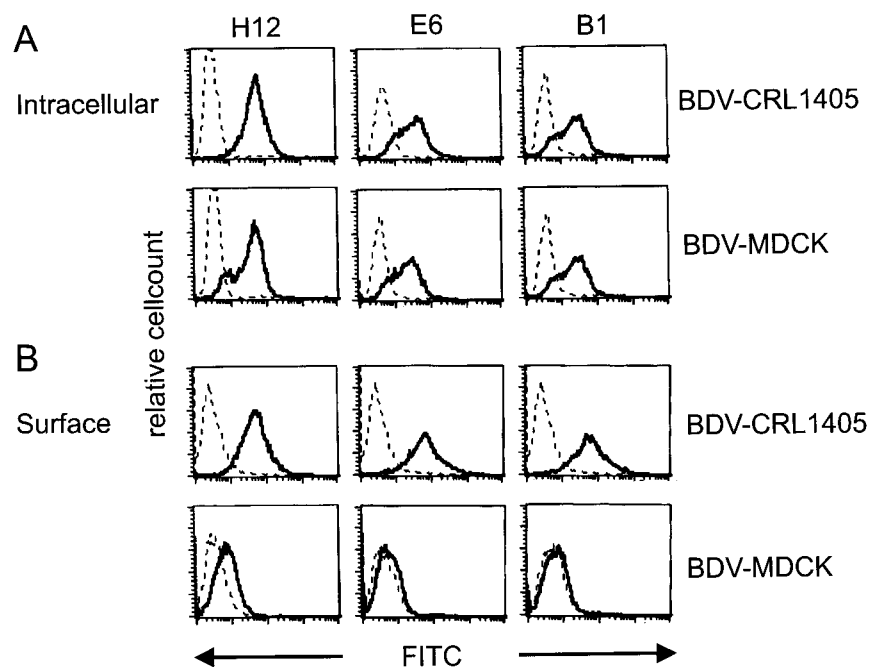 A
H12
E6
B1
Intracellular
BDV-CRL1405
BDV-MDCK
relative cellcount
B
Surface
BDV-CRL1405
BDV-MDCK
FITC